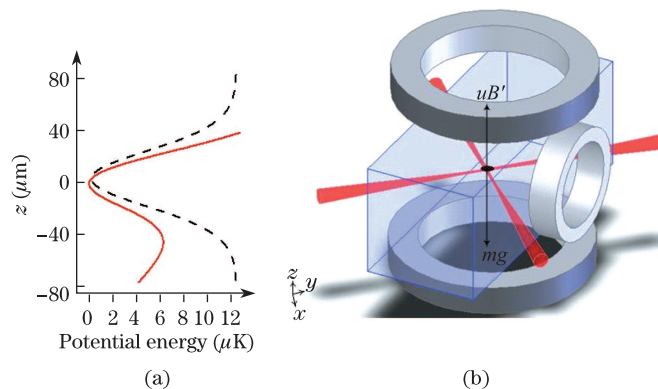 80
40
0
−40
−80
z (μm)
0 2 4 6 8 10 12
Potential energy (μK)
(a)
uB′
mg
z
y
x
(b)